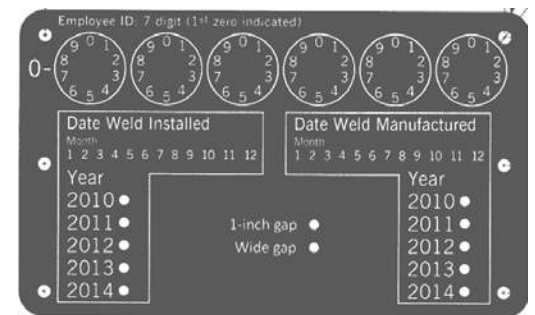 Employee ID: 7 digit (1st zero indicated)
0-
0 1 2 3 4 5 6 7 8 9
0 1 2 3 4 5 6 7 8 9
0 1 2 3 4 5 6 7 8 9
0 1 2 3 4 5 6 7 8 9
0 1 2 3 4 5 6 7 8 9
0 1 2 3 4 5 6 7 8 9
Date Weld Installed
Month
1 2 3 4 5 6 7 8 9 10 11 12
Year
2010
2011
2012
2013
2014
1-inch gap
Wide gap
Date Weld Manufactured
Month
1 2 3 4 5 6 7 8 9 10 11 12
Year
2010
2011
2012
2013
2014